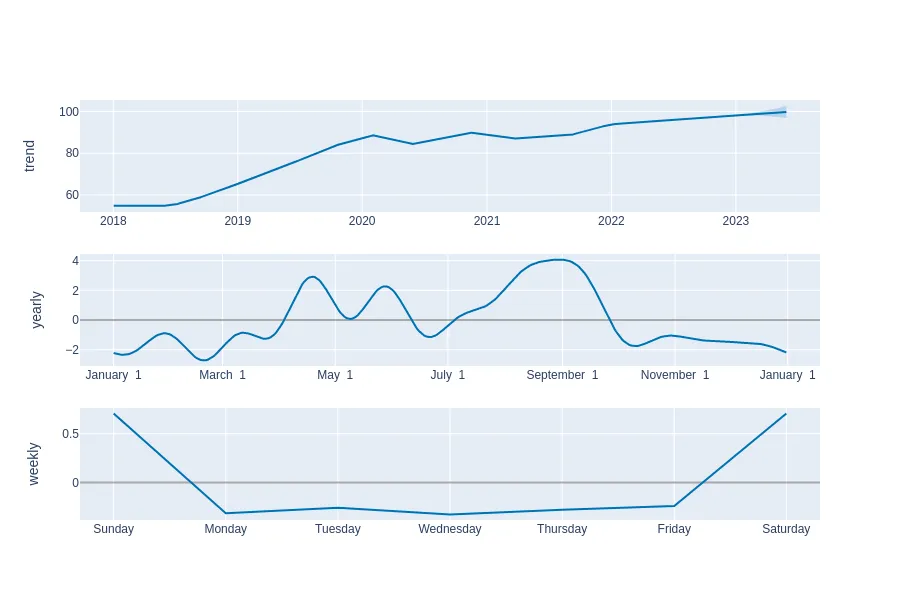 trend
100
80
60
2018 2019 2020 2021 2022 2023
yearly
4
2
0
−2
January 1 March 1 May 1 July 1 September 1 November 1 January 1
weekly
0.5
0
Sunday Monday Tuesday Wednesday Thursday Friday Saturday